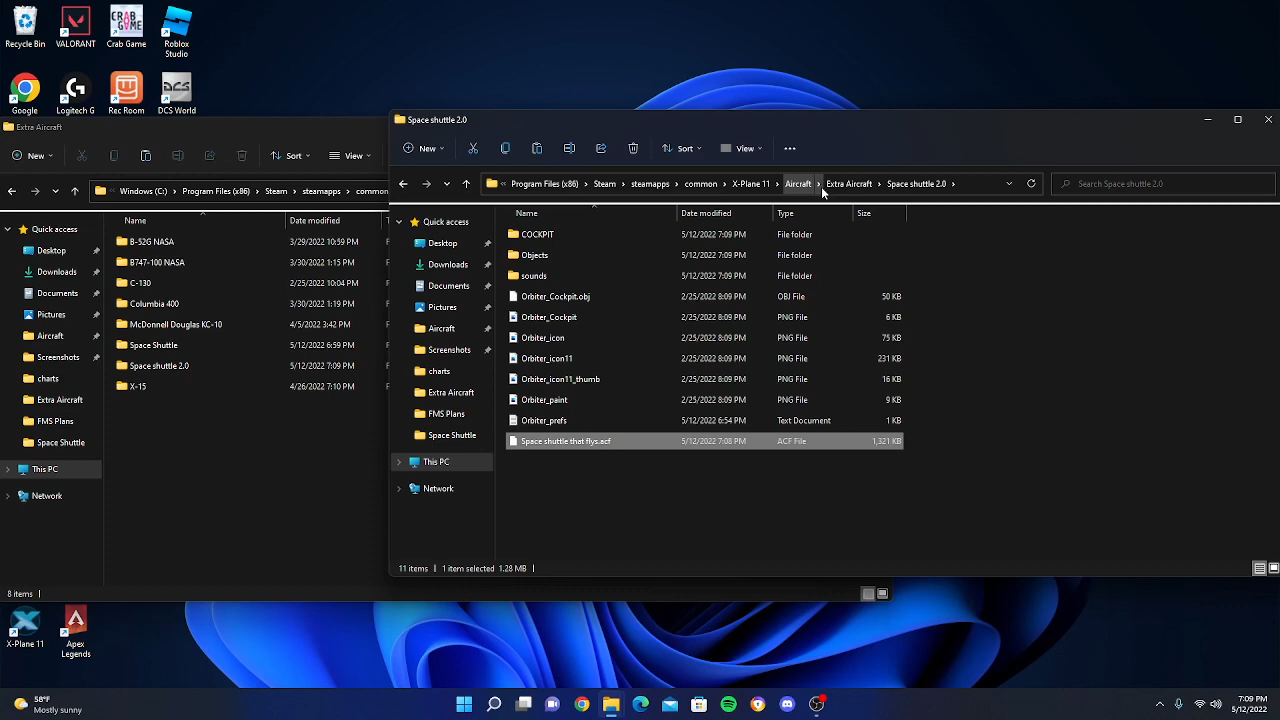 Recycle Bin
VALORANT
Crab Game
Roblox Studio
CRAB GAME
Google
Logitech G
Rec Room
DCS World
DCS
Extra Aircraft
New
Sort
View
Windows (C:) > Program Files (x86) > Steam > steamapps > common
Name
Date modified
Quick access
Desktop
Downloads
Documents
Pictures
Aircraft
Screenshots
charts
Extra Aircraft
FMS Plans
Space Shuttle
This PC
Network
B-52G NASA 3/29/2022 10:59 PM
B747-100 NASA 3/30/2022 1:15 PM
C-130 2/25/2022 10:04 PM
Columbia 400 3/30/2022 1:19 PM
McDonnell Douglas KC-10 4/5/2022 3:42 PM
Space Shuttle 5/12/2022 6:59 PM
Space shuttle 2.0 5/12/2022 7:09 PM
X-15 4/26/2022 7:10 PM
8 items
Space shuttle 2.0
New
Sort
View
Program Files (x86) > Steam > steamapps > common > X-Plane 11 > Aircraft > Extra Aircraft > Space shuttle 2.0 >
Search Space shuttle 2.0
Quick access
Desktop
Downloads
Documents
Pictures
Aircraft
Screenshots
charts
Extra Aircraft
FMS Plans
Space Shuttle
This PC
Network
Name Date modified Type Size
COCKPIT 5/12/2022 7:09 PM File folder
Objects 5/12/2022 7:09 PM File folder
sounds 5/12/2022 7:09 PM File folder
Orbiter_Cockpit.obj 2/25/2022 8:09 PM OBJ File 50 KB
Orbiter_Cockpit 2/25/2022 8:09 PM PNG File 6 KB
Orbiter_icon 2/25/2022 8:09 PM PNG File 75 KB
Orbiter_icon11 2/25/2022 8:09 PM PNG File 231 KB
Orbiter_icon11_thumb 2/25/2022 8:09 PM PNG File 16 KB
Orbiter_paint 2/25/2022 8:09 PM PNG File 9 KB
Orbiter_prefs 5/12/2022 6:54 PM Text Document 1 KB
Space shuttle that flys.acf 5/12/2022 7:08 PM ACF File 1,321 KB
11 items 1 item selected 1.28 MB
X-Plane 11
Apex Legends
58°F
Mostly sunny
7:09 PM
5/12/2022